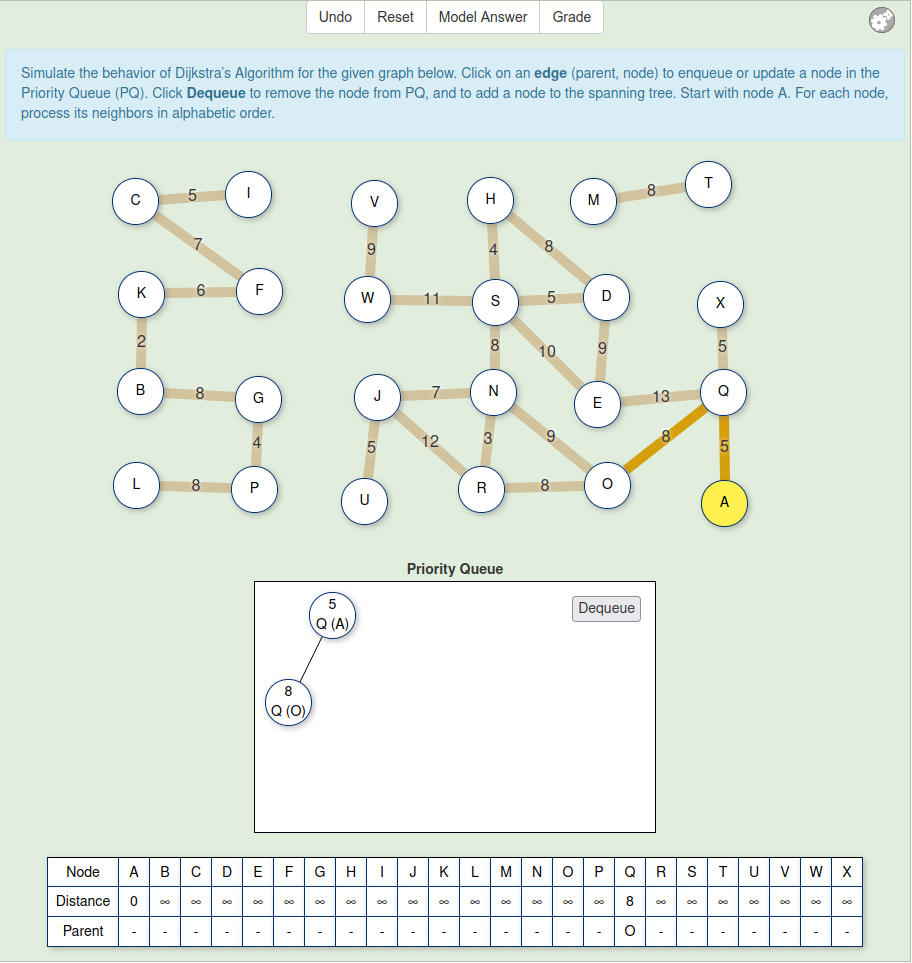 Undo Reset Model Answer Grade
Simulate the behavior of Dijkstra's Algorithm for the given graph below. Click on an edge (parent, node) to enqueue or update a node in the
Priority Queue (PQ). Click Dequeue to remove the node from PQ, and to add a node to the spanning tree. Start with node A. For each node,
process its neighbors in alphabetic order.
C 5 I V H M 8 T
7 9 4 8
K 6 F W 11 S 5 D X
2 8 10 9 5
B 8 G J 7 N E 13 Q
4 5 12 3 9 8 5
L 8 P U R 8 O A
Priority Queue
5
Q (A)
Dequeue
8
Q (O)
Node A B C D E F G H I J K L M N O P Q R S T U V W X
Distance 0 ∞ ∞ ∞ ∞ ∞ ∞ ∞ ∞ ∞ ∞ ∞ ∞ ∞ ∞ ∞ 8 ∞ ∞ ∞ ∞ ∞ ∞ ∞
Parent - - - - - - - - - - - - - - - - O - - - - - - -